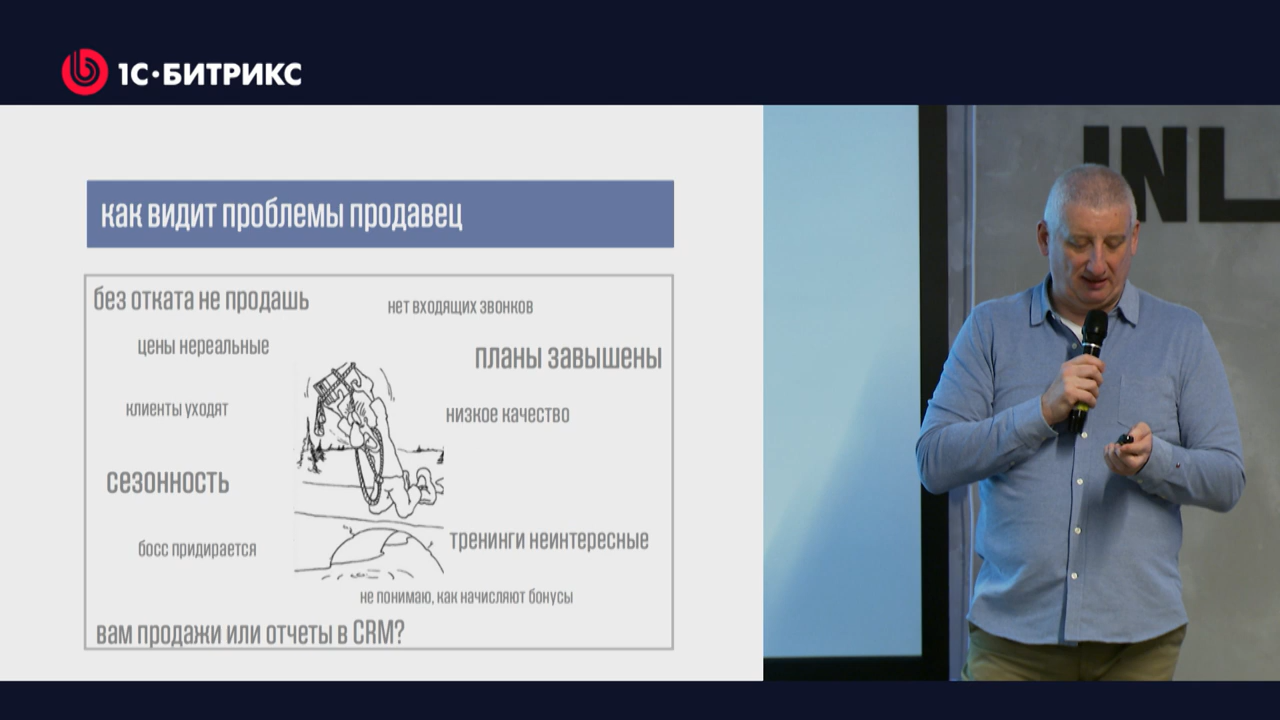 1С•БИТРИКС
как видит проблемы продавец
без отката не продашь
нет входящих звонков
цены нереальные
планы завышены
клиенты уходят
низкое качество
сезонность
тренинги неинтересные
босс придирается
не понимаю, как начисляют бонусы
вам продажи или отчеты в CRM?
INL